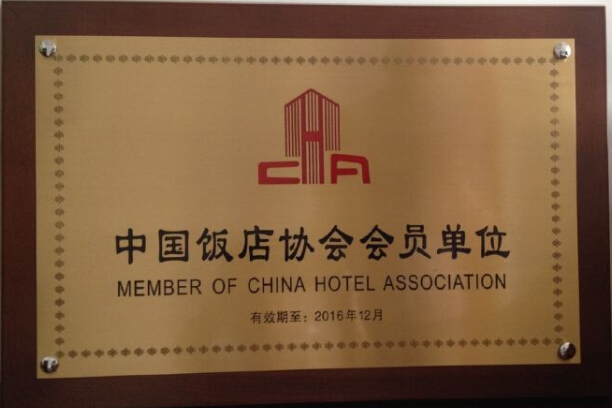 CHA
中国饭店协会会员单位
MEMBER OF CHINA HOTEL ASSOCIATION
有效期至：2016年12月